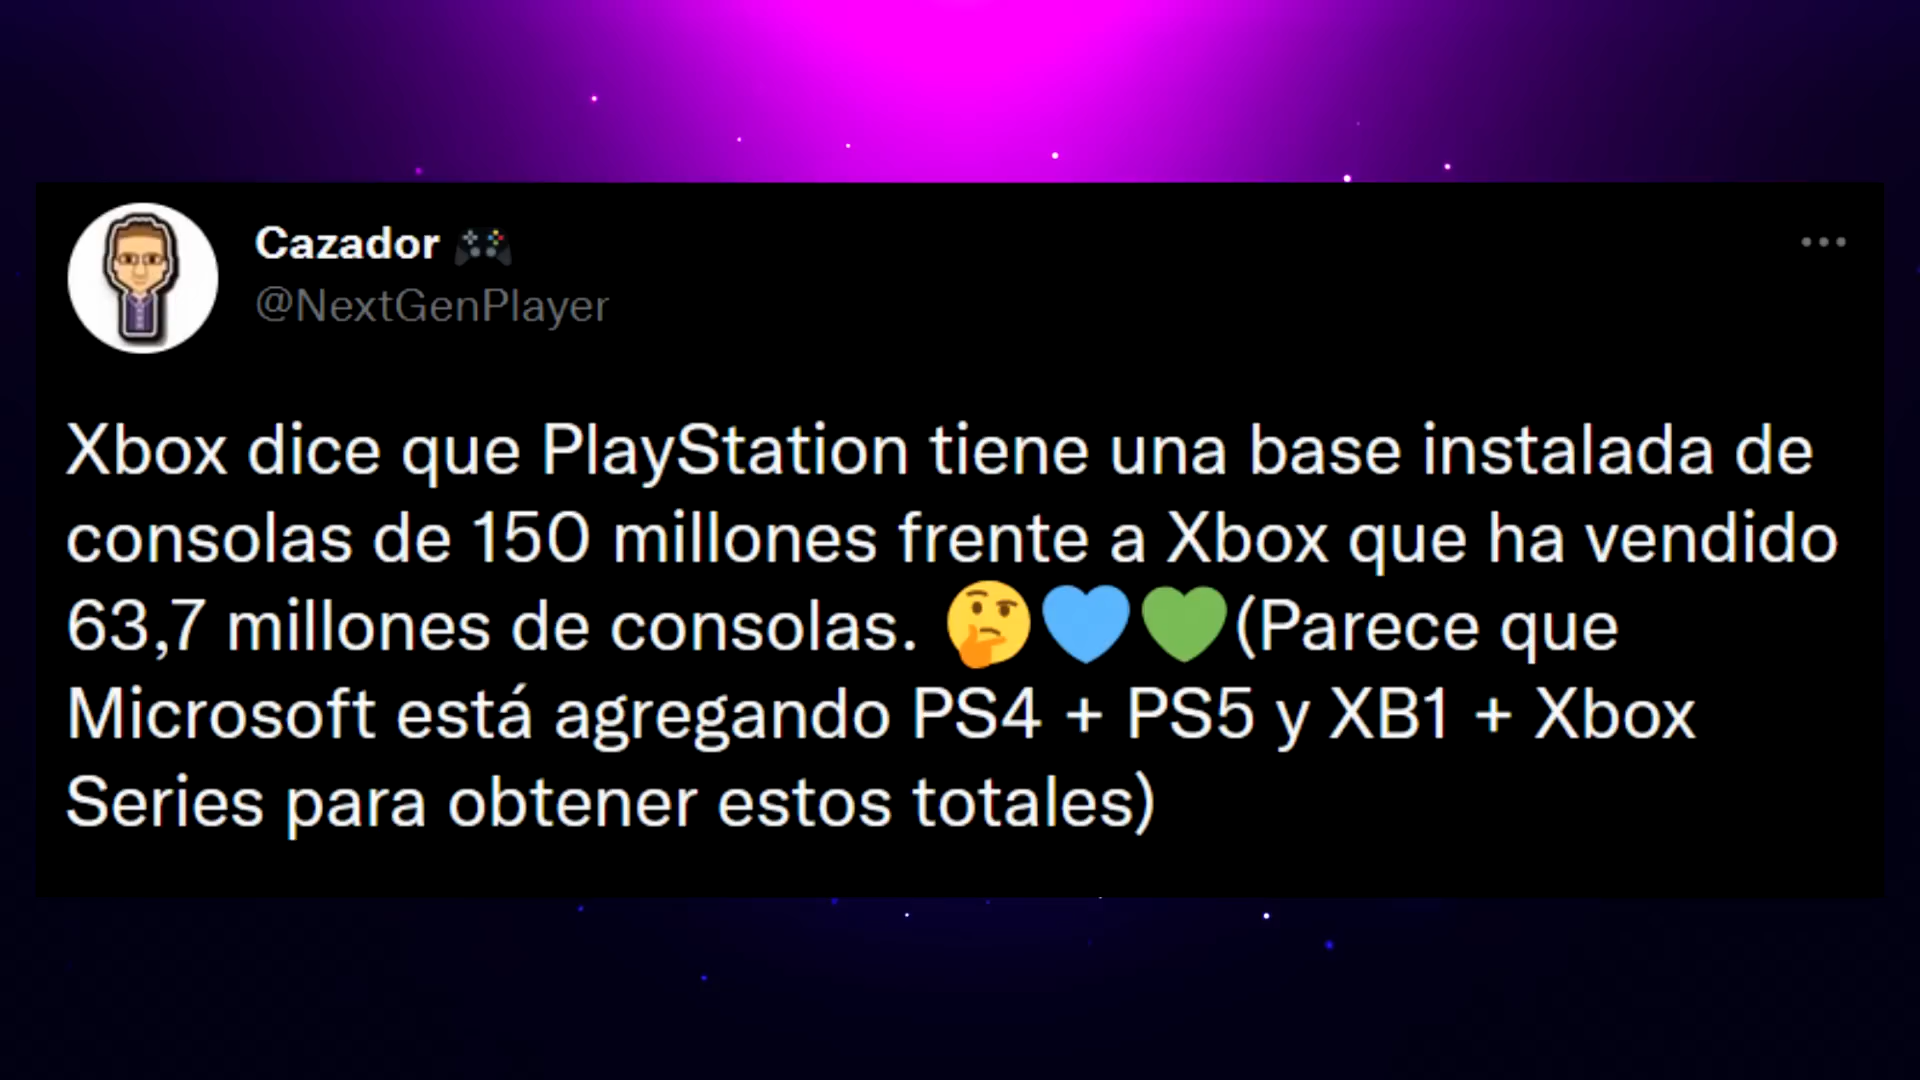 Cazador 🎮
@NextGenPlayer
Xbox dice que PlayStation tiene una base instalada de
consolas de 150 millones frente a Xbox que ha vendido
63,7 millones de consolas. 🤔💙💚(Parece que
Microsoft está agregando PS4 + PS5 y XB1 + Xbox
Series para obtener estos totales)